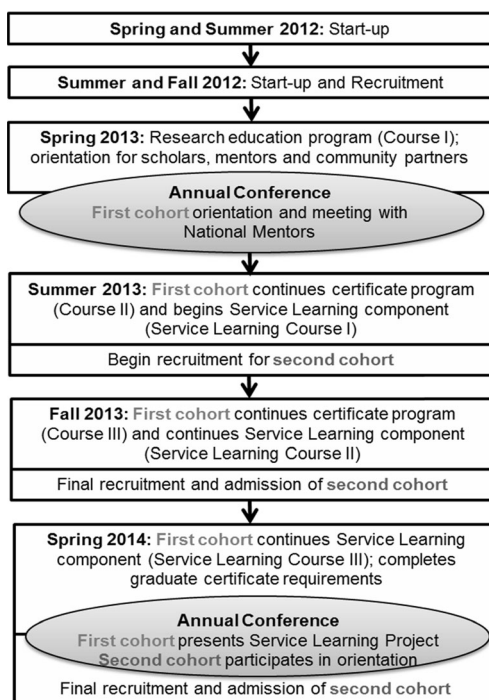 Spring and Summer 2012: Start-up
Summer and Fall 2012: Start-up and Recruitment
Spring 2013: Research education program (Course I);
orientation for scholars, mentors and community partners
Annual Conference
First cohort orientation and meeting with
National Mentors
Summer 2013: First cohort continues certificate program
(Course II) and begins Service Learning component
(Service Learning Course I)
Begin recruitment for second cohort
Fall 2013: First cohort continues certificate program
(Course III) and continues Service Learning component
(Service Learning Course II)
Final recruitment and admission of second cohort
Spring 2014: First cohort continues Service Learning
component (Service Learning Course III); completes
graduate certificate requirements
Annual Conference
First cohort presents Service Learning Project
Second cohort participates in orientation
Final recruitment and admission of second cohort